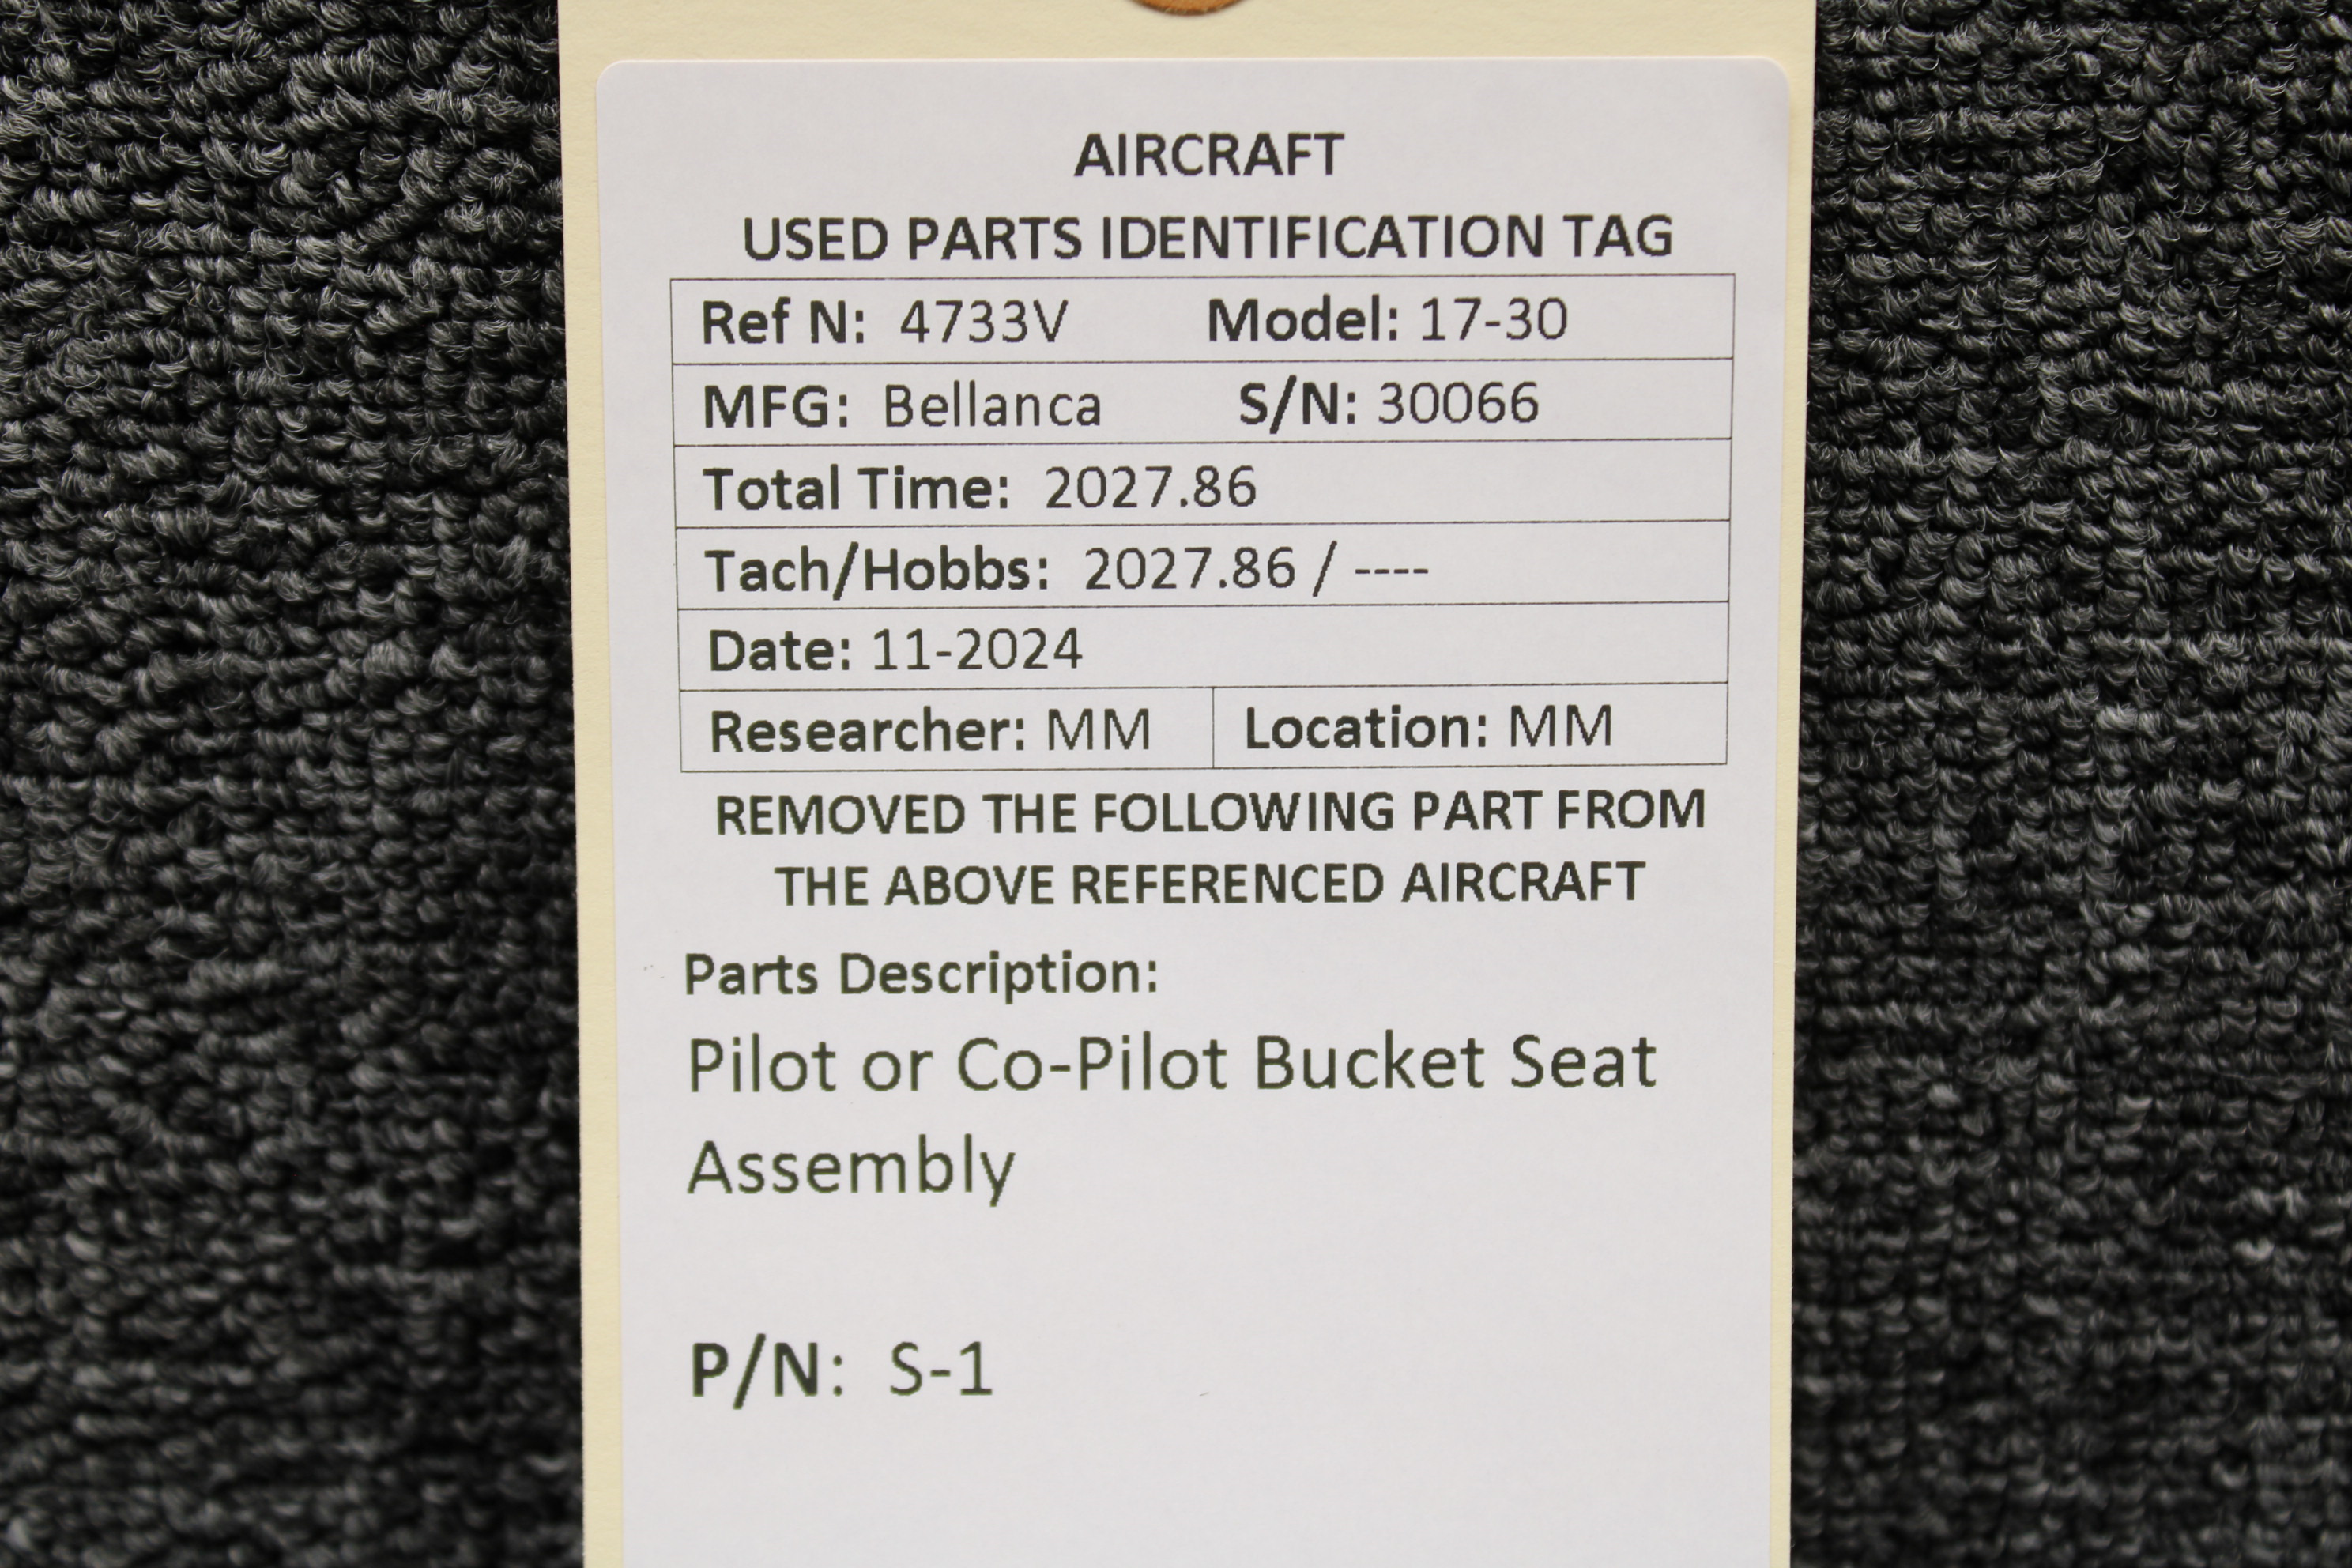 AIRCRAFT
USED PARTS IDENTIFICATION TAG
Ref N: 4733V Model: 17-30
MFG: Bellanca S/N: 30066
Total Time: 2027.86
Tach/Hobbs: 2027.86 / ----
Date: 11-2024
Researcher: MM Location: MM
REMOVED THE FOLLOWING PART FROM
THE ABOVE REFERENCED AIRCRAFT
Parts Description:
Pilot or Co-Pilot Bucket Seat
Assembly
P/N: S-1